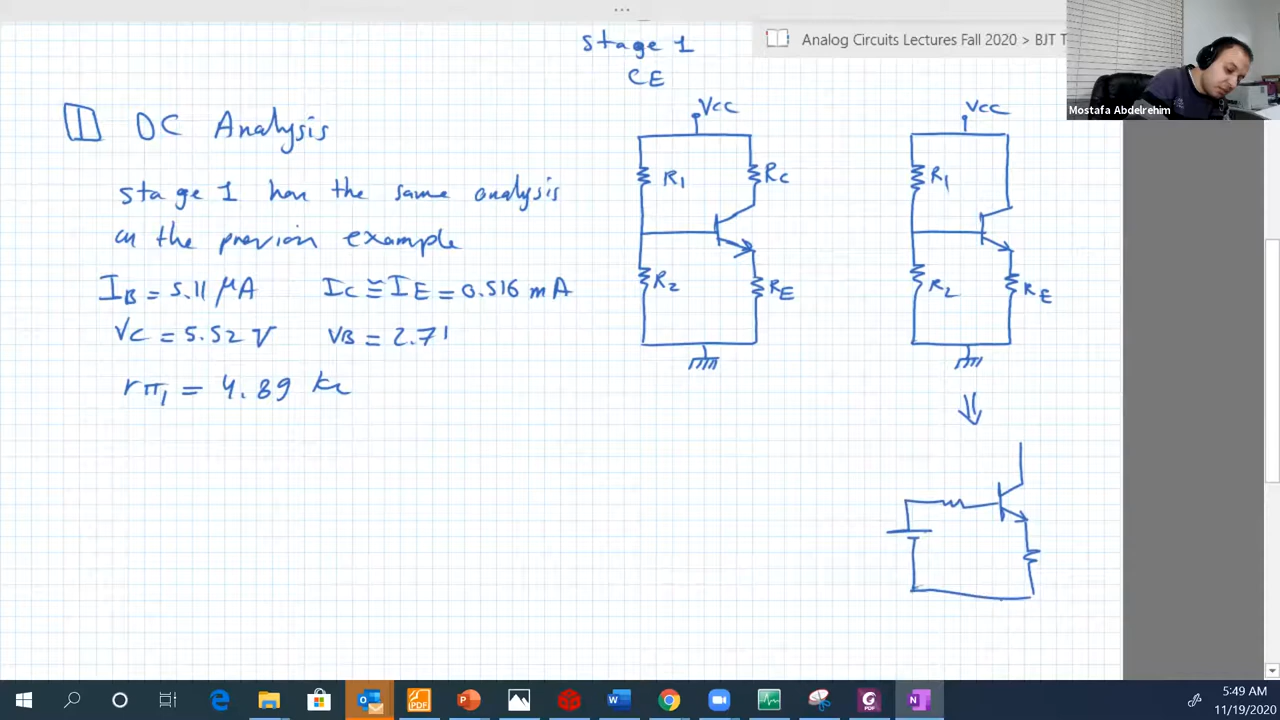 stage 1
CE
Analog Circuits Lectures Fall 2020 > BJT T
Mostafa Abdelrehim
1 DC Analysis
stage 1 has the same analysis
as the previous example
IB = 5.11 μA IC ≅ IE = 0.516 mA
VC = 5.52 V VB = 2.71
rπ1 = 4.89 kΩ
VCC
R1 RC
R2 RE
VCC
R1
R2 RE
5:49 AM
11/19/2020